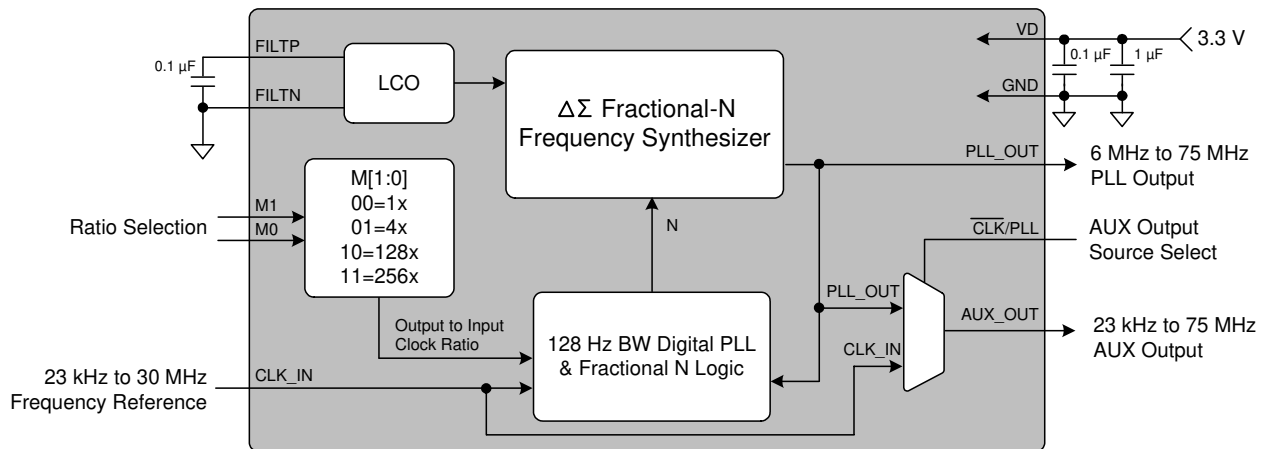 FILTP
0.1 µF
FILTN
LCO
ΔΣ Fractional-N
Frequency Synthesizer
VD
3.3 V
0.1 µF
1 µF
GND
PLL_OUT
6 MHz to 75 MHz
PLL Output
M[1:0]
00=1x
01=4x
10=128x
11=256x
Ratio Selection
M1
M0
N
CLK/PLL
AUX Output
Source Select
PLL_OUT
CLK_IN
AUX_OUT
23 kHz to 75 MHz
AUX Output
Output to Input
Clock Ratio
128 Hz BW Digital PLL
& Fractional N Logic
23 kHz to 30 MHz
Frequency Reference
CLK_IN